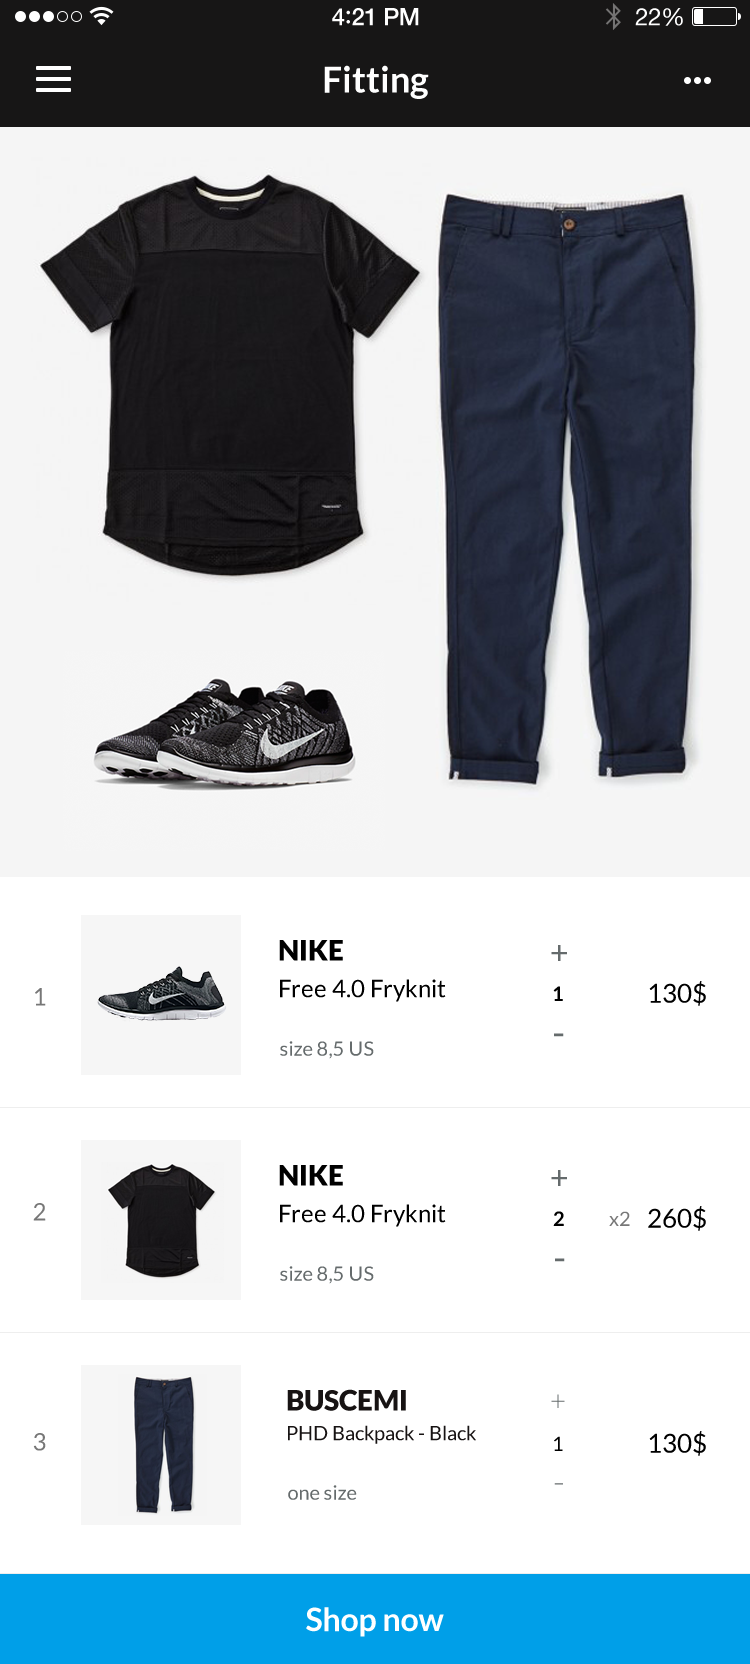 4:21 PM
22%
Fitting
NIKE
1
NIKE
Free 4.0 Fryknit
size 8,5 US
+
1
-
130$
2
NIKE
Free 4.0 Fryknit
size 8,5 US
+
2
-
x2 260$
3
BUSCEMI
PHD Backpack - Black
one size
+
1
-
130$
Shop now